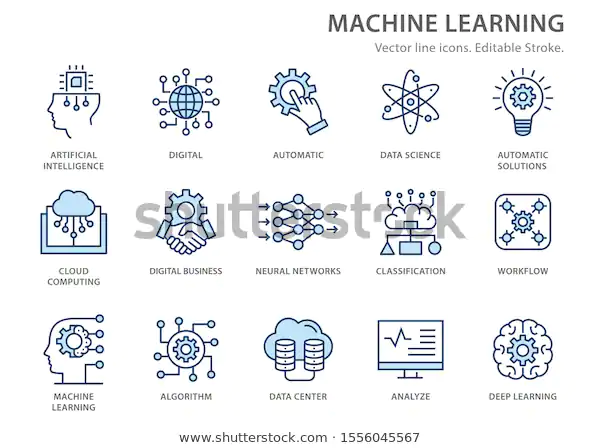 MACHINE LEARNING
Vector line icons. Editable Stroke.
ARTIFICIAL
INTELLIGENCE
DIGITAL
AUTOMATIC
DATA SCIENCE
AUTOMATIC
SOLUTIONS
shutterstock
CLOUD
COMPUTING
DIGITAL BUSINESS
NEURAL NETWORKS
CLASSIFICATION
WORKFLOW
MACHINE
LEARNING
ALGORITHM
DATA CENTER
ANALYZE
DEEP LEARNING
www.shutterstock.com · 1556045567